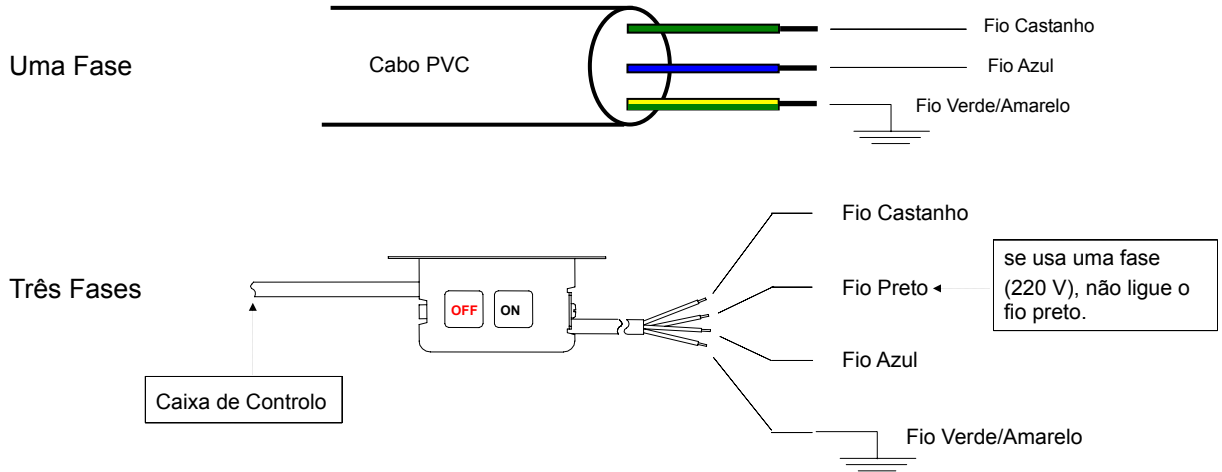 Uma Fase
Cabo PVC
Fio Castanho
Fio Azul
Fio Verde/Amarelo
Três Fases
OFF
ON
Caixa de Controlo
Fio Castanho
Fio Preto
se usa uma fase
(220 V), não ligue o
fio preto.
Fio Azul
Fio Verde/Amarelo